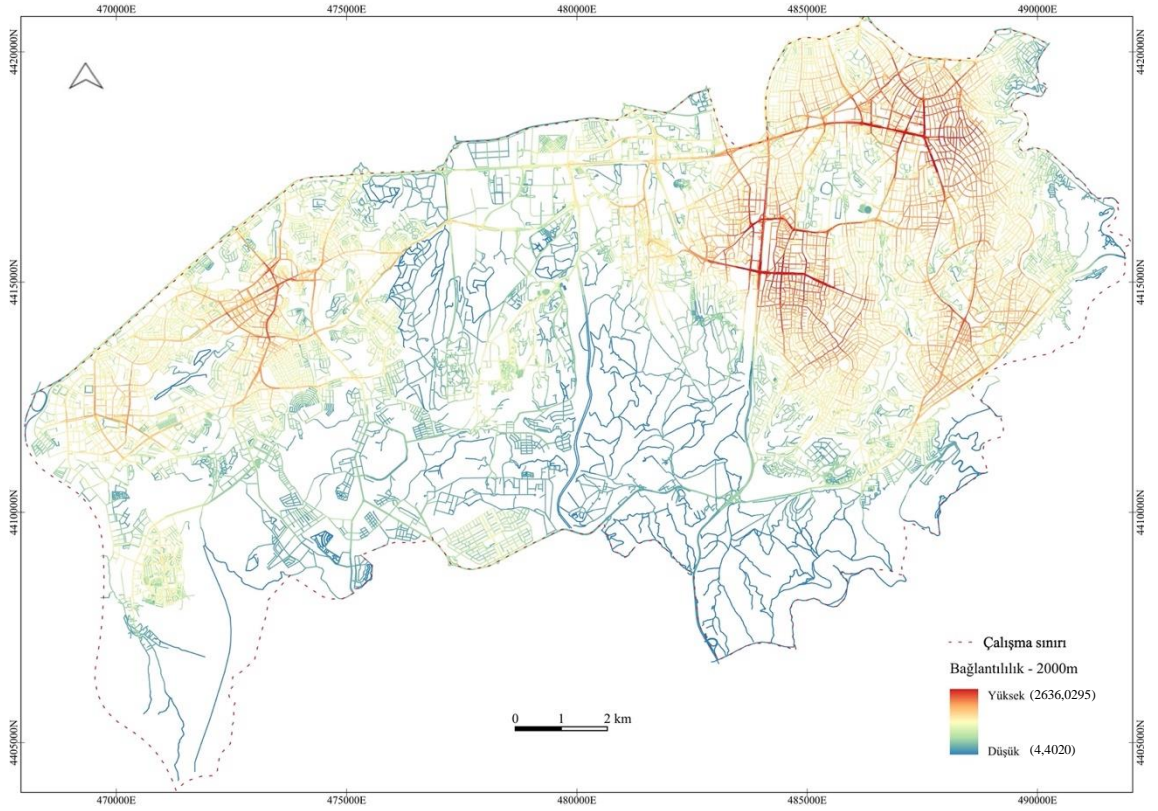 470000E 475000E 480000E 485000E 490000E
4420000N 4420000N
4415000N 4415000N
4410000N 4410000N
4405000N 4405000N
Çalışma sınırı
Bağlantılılık - 2000m
Yüksek (2636,0295)
Düşük (4,4020)
0 1 2 km
470000E 475000E 480000E 485000E 490000E